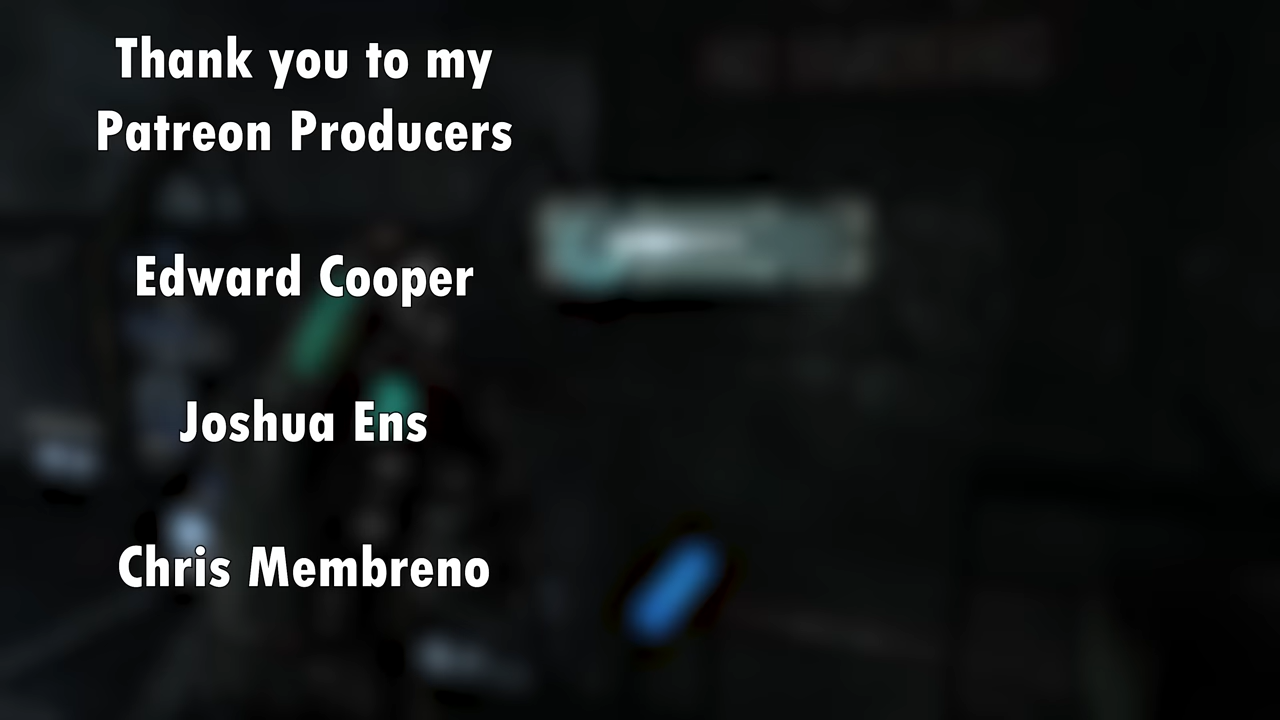 Thank you to my
Patreon Producers
Edward Cooper
Joshua Ens
Chris Membreno